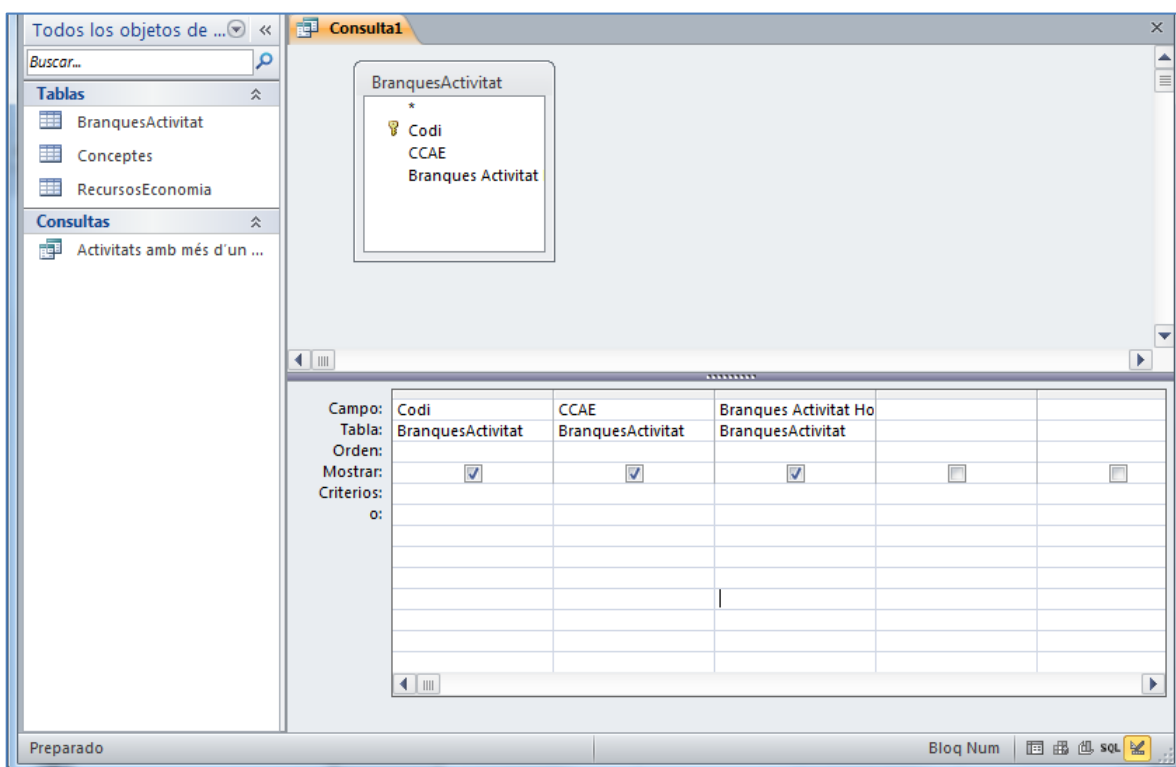 Todos los objetos de ...
«
Buscar...
Tablas
BranquesActivitat
Conceptes
RecursosEconomia
Consultas
Activitats amb més d'un ...
Consulta1
BranquesActivitat
*
Codi
CCAE
Branques Activitat
Campo: Codi CCAE Branques Activitat Ho
Tabla: BranquesActivitat BranquesActivitat BranquesActivitat
Orden:
Mostrar:
Criterios:
o:
Preparado
Bloq Num
SQL